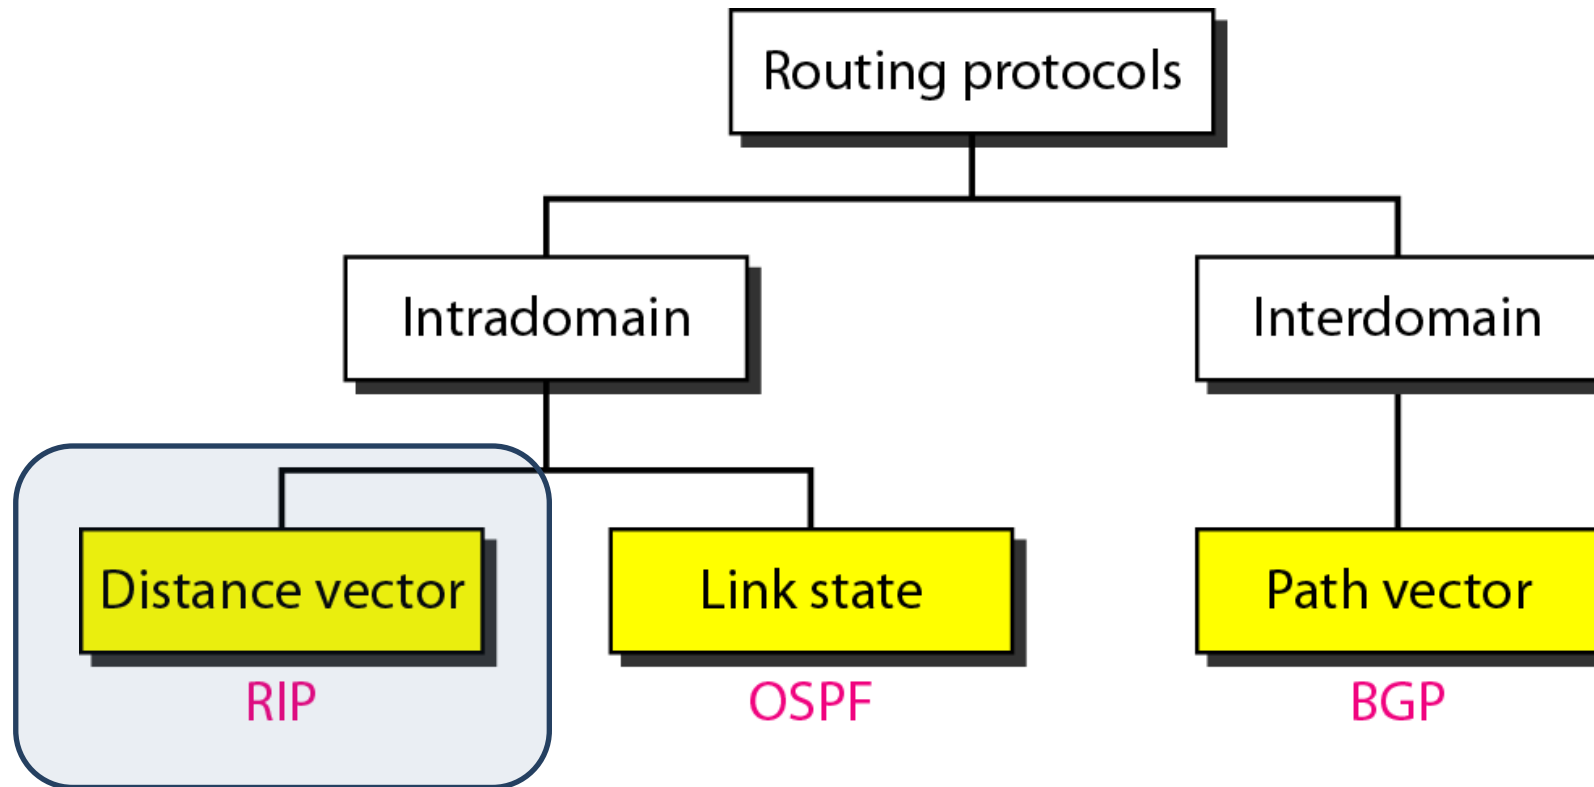 Routing protocols
Intradomain
Interdomain
Distance vector
Link state
Path vector
RIP
OSPF
BGP